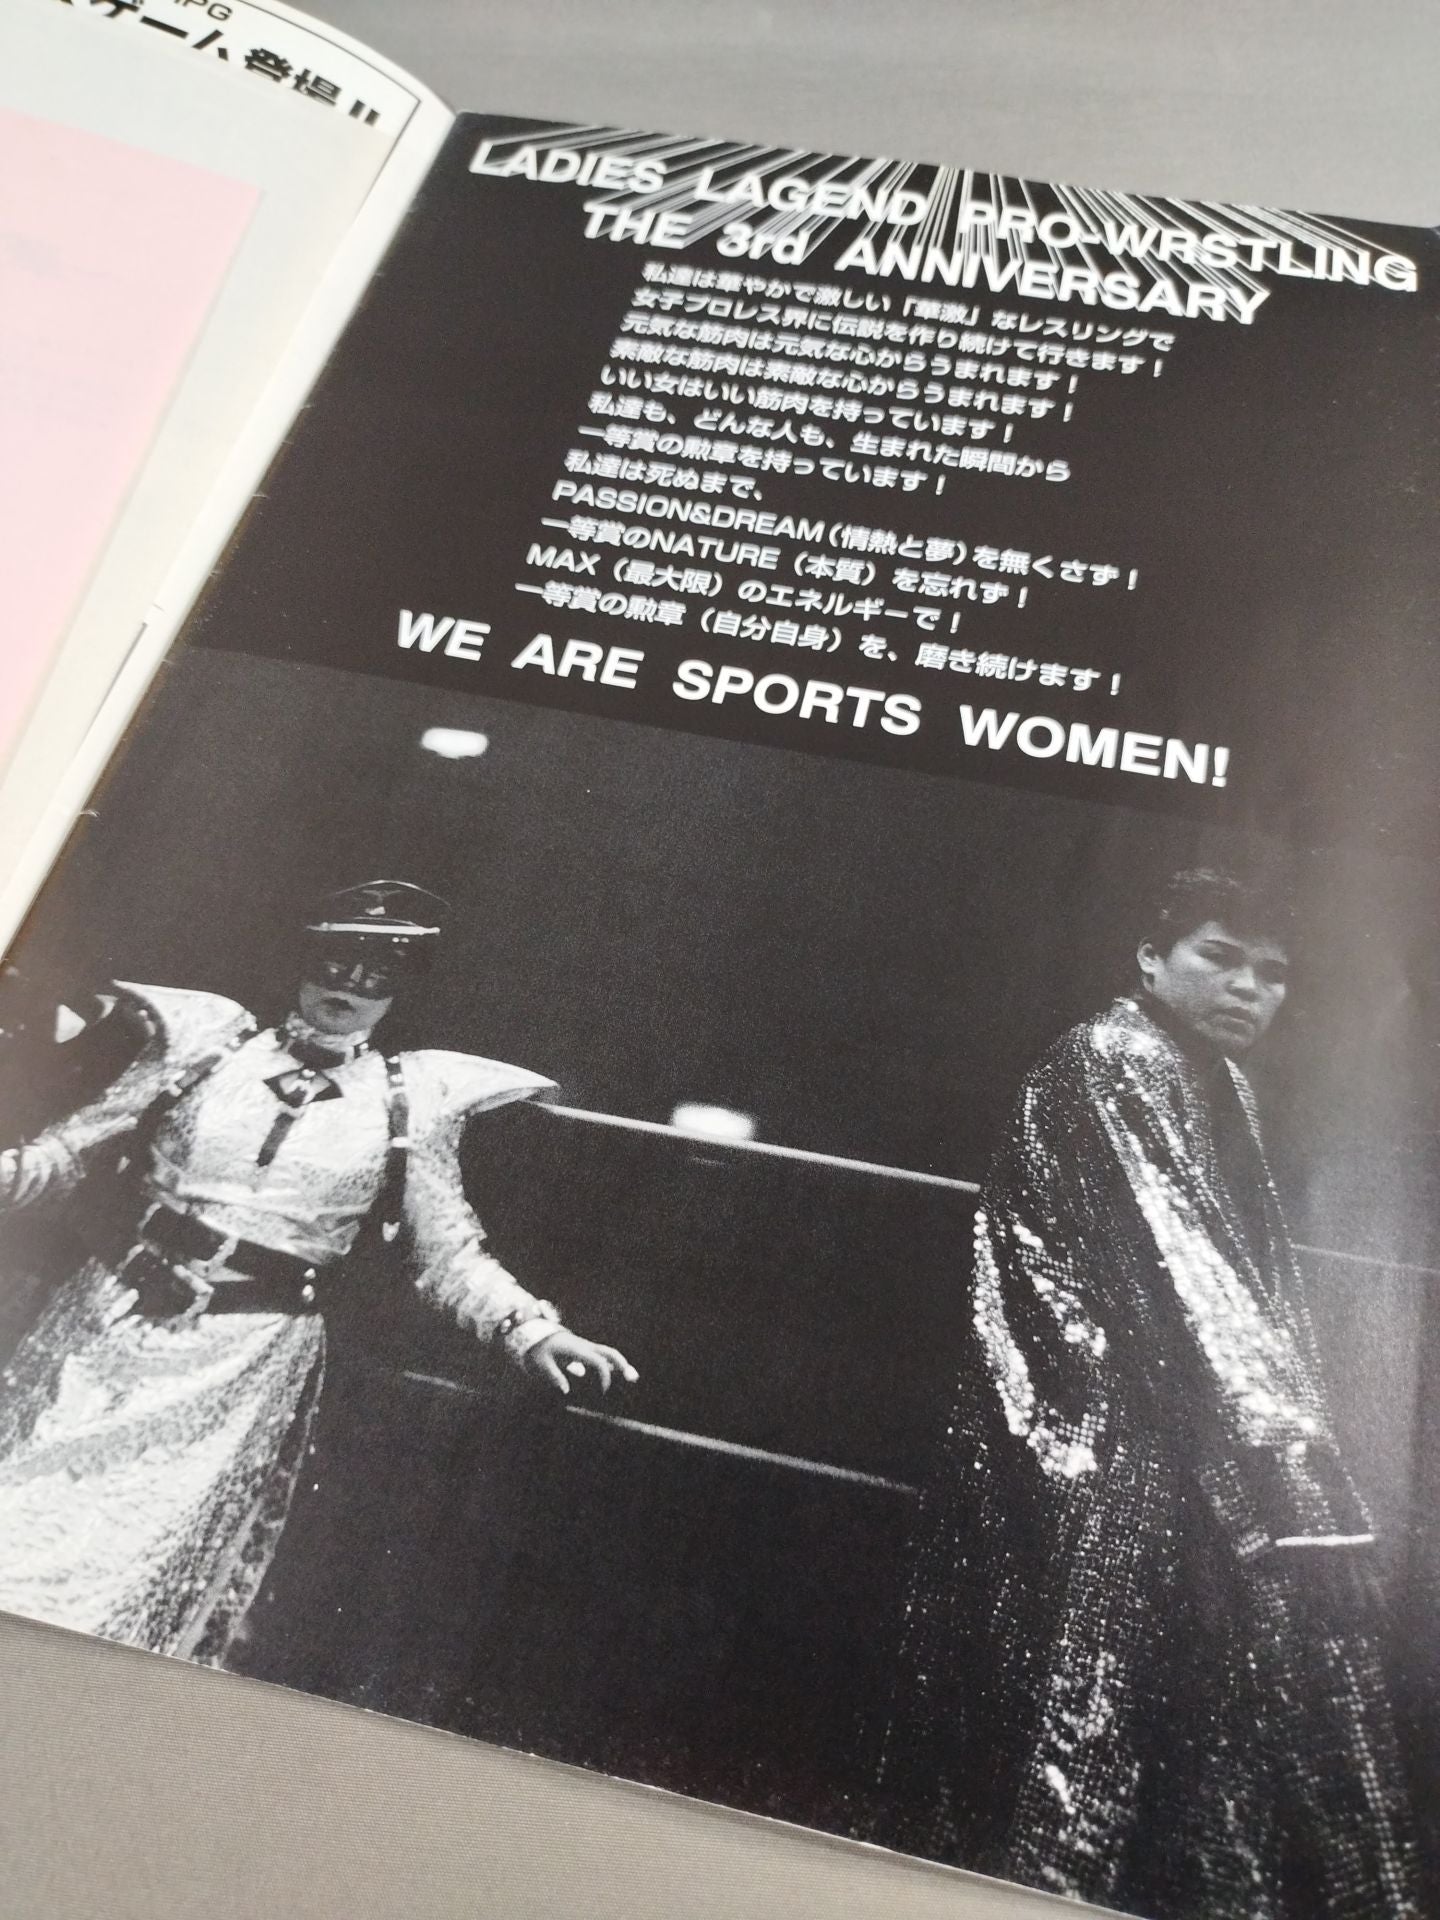 ゲーム登場!!
LADIES LAGEND PRO-WRSTLING
THE 3rd ANNIVERSARY
私達は華やかで激しい「華激」なレスリングで
女子プロレス界に伝説を作り続けて行きます!
元気な筋肉は元気な心からうまれます!
素敵な筋肉は素敵な心からうまれます!
いい女はいい筋肉を持っています!
私達も、どんな人も、生まれた瞬間から
一等賞の勲章を持っています!
私達は死ぬまで、
PASSION&DREAM(情熱と夢)を無くさず!
一等賞のNATURE(本質)を忘れず!
MAX(最大限)のエネルギーで!
一等賞の勲章(自分自身)を、磨き続けます!
WE ARE SPORTS WOMEN!